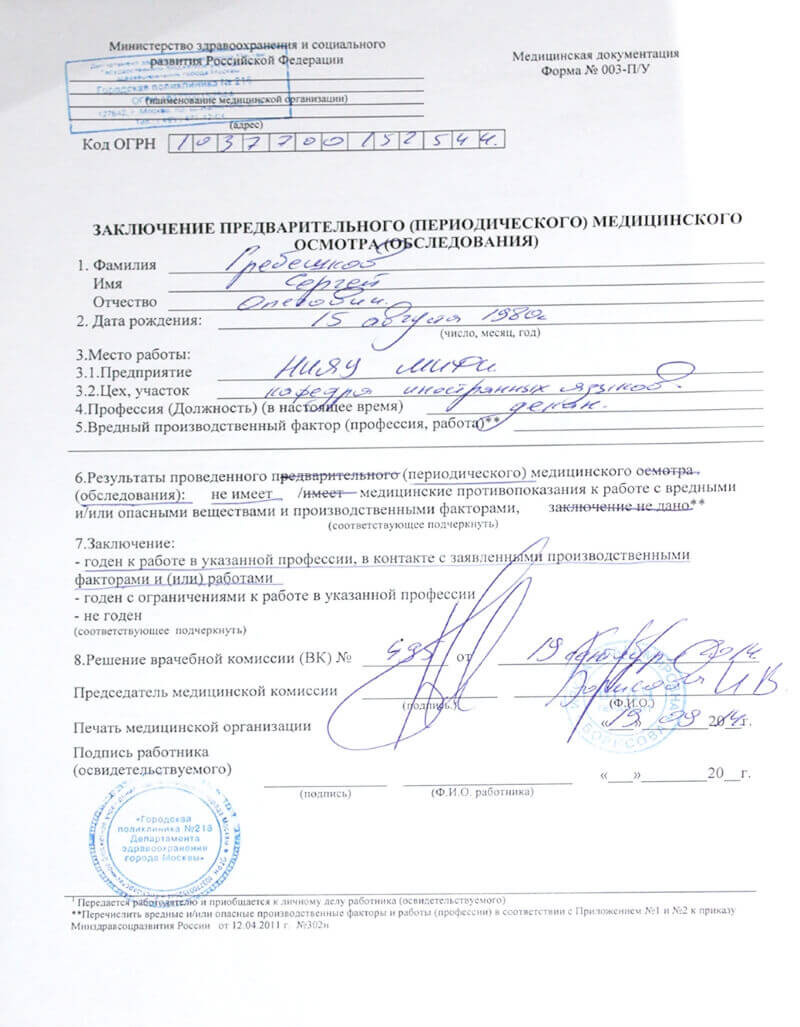 Министерство здравоохранения и социального
развития Российской Федерации
Медицинская документация
Форма № 003-П/У
Городская поликлиника № 218
(наименование медицинской организации)
(адрес)
Код ОГРН 1037700152544.
ЗАКЛЮЧЕНИЕ ПРЕДВАРИТЕЛЬНОГО (ПЕРИОДИЧЕСКОГО) МЕДИЦИНСКОГО
ОСМОТРА (ОБСЛЕДОВАНИЯ)
1. Фамилия Гребешков
Имя Сергей
Отчество Олегович.
2. Дата рождения: 15 августа 1980г
(число, месяц, год)
3.Место работы:
3.1.Предприятие НИЯУ МИФИ.
3.2.Цех, участок кафедра иностранных языков.
4.Профессия (Должность) (в настоящее время) декан.
5.Вредный производственный фактор (профессия, работа)**
6.Результаты проведенного предварительного (периодического) медицинского осмотра
(обследования): не имеет /имеет медицинские противопоказания к работе с вредными
и/или опасными веществами и производственными факторами, заключение не дано**
(соответствующее подчеркнуть)
7.Заключение:
- годен к работе в указанной профессии, в контакте с заявленными производственными
факторами и (или) работами
- годен с ограничениями к работе в указанной профессии
- не годен
(соответствующее подчеркнуть)
8.Решение врачебной комиссии (ВК) № 495 от 19 2014.
Председатель медицинской комиссии Борисова И В
(подпись.) (Ф.И.О.)
Печать медицинской организации «19» 09 2014г.
БОРИСОВА
Подпись работника
(освидетельствуемого) «___»________20__г.
(подпись) (Ф.И.О. работника)
«Городская
поликлиника №218
Департамента
здравоохранения
города Москвы»
¹ Передается работодателю и приобщается к личному делу работника (освидетельствуемого)
**Перечислить вредные и/или опасные производственные факторы и работы (профессии) в соответствии с Приложением №1 и №2 к приказу
Минздравсоцразвития России от 12.04.2011 г. №302н